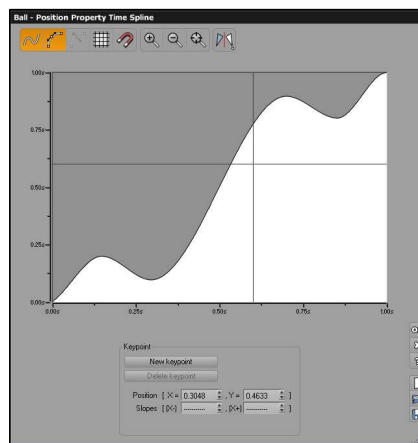 Ball - Position Property Time Spline
1.00s
0.75s
0.50s
0.25s
0.00s
0.00s 0.25s 0.50s 0.75s 1.00s
Keypoint
New keypoint
Delete keypoint
Position [ X = 0.3048 , Y = 0.4633 ]
Slopes [ (X-) ---------- , (X+) ---------- ]